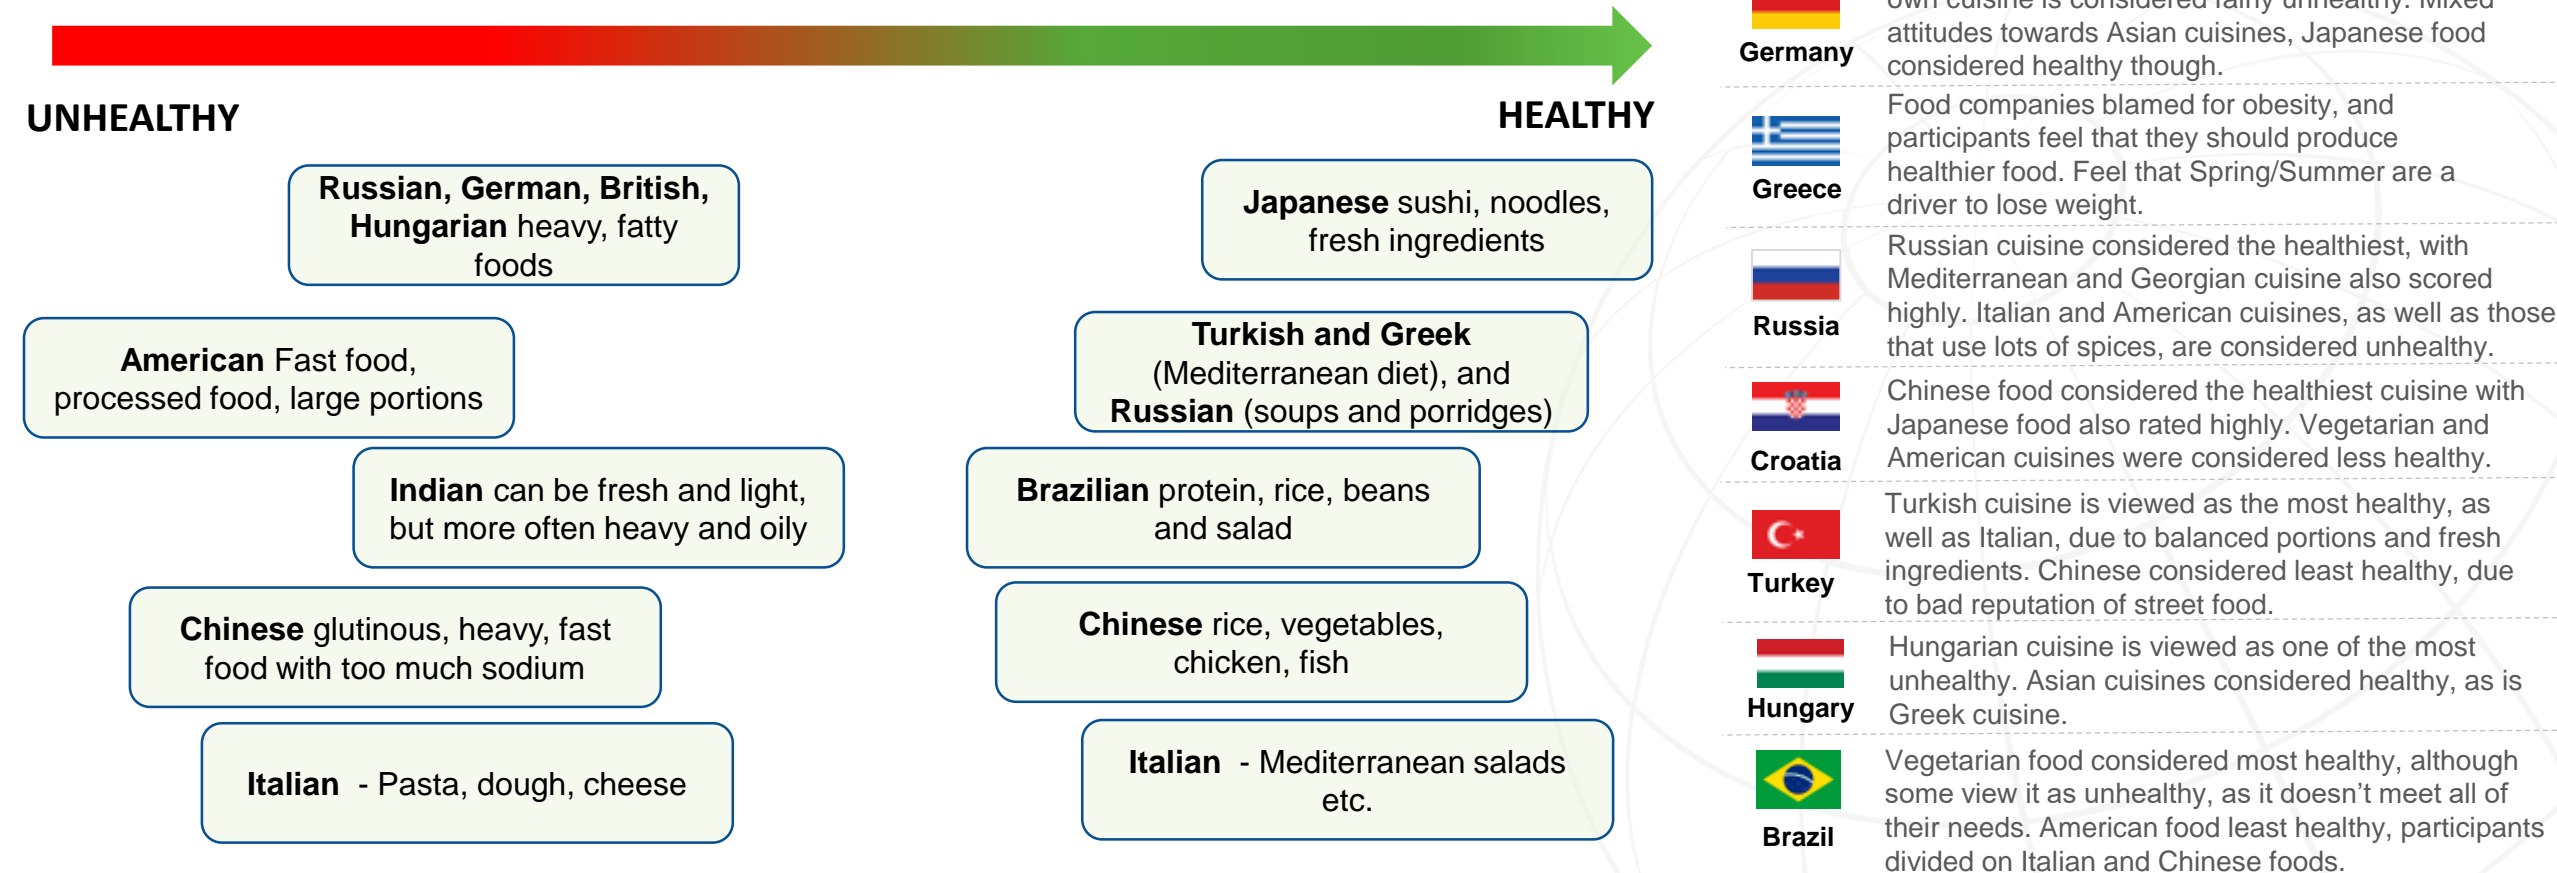 UNHEALTHY
HEALTHY
Russian, German, British,
Hungarian heavy, fatty
foods
Japanese sushi, noodles,
fresh ingredients
American Fast food,
processed food, large portions
Turkish and Greek
(Mediterranean diet), and
Russian (soups and porridges)
Indian can be fresh and light,
but more often heavy and oily
Brazilian protein, rice, beans
and salad
Chinese glutinous, heavy, fast
food with too much sodium
Chinese rice, vegetables,
chicken, fish
Italian - Pasta, dough, cheese
Italian - Mediterranean salads
etc.
Germany
own cuisine is considered fairly unhealthy. Mixed
attitudes towards Asian cuisines, Japanese food
considered healthy though.
Greece
Food companies blamed for obesity, and
participants feel that they should produce
healthier food. Feel that Spring/Summer are a
driver to lose weight.
Russia
Russian cuisine considered the healthiest, with
Mediterranean and Georgian cuisine also scored
highly. Italian and American cuisines, as well as those
that use lots of spices, are considered unhealthy.
Croatia
Chinese food considered the healthiest cuisine with
Japanese food also rated highly. Vegetarian and
American cuisines were considered less healthy.
Turkey
Turkish cuisine is viewed as the most healthy, as
well as Italian, due to balanced portions and fresh
ingredients. Chinese considered least healthy, due
to bad reputation of street food.
Hungary
Hungarian cuisine is viewed as one of the most
unhealthy. Asian cuisines considered healthy, as is
Greek cuisine.
Brazil
Vegetarian food considered most healthy, although
some view it as unhealthy, as it doesn't meet all of
their needs. American food least healthy, participants
divided on Italian and Chinese foods.